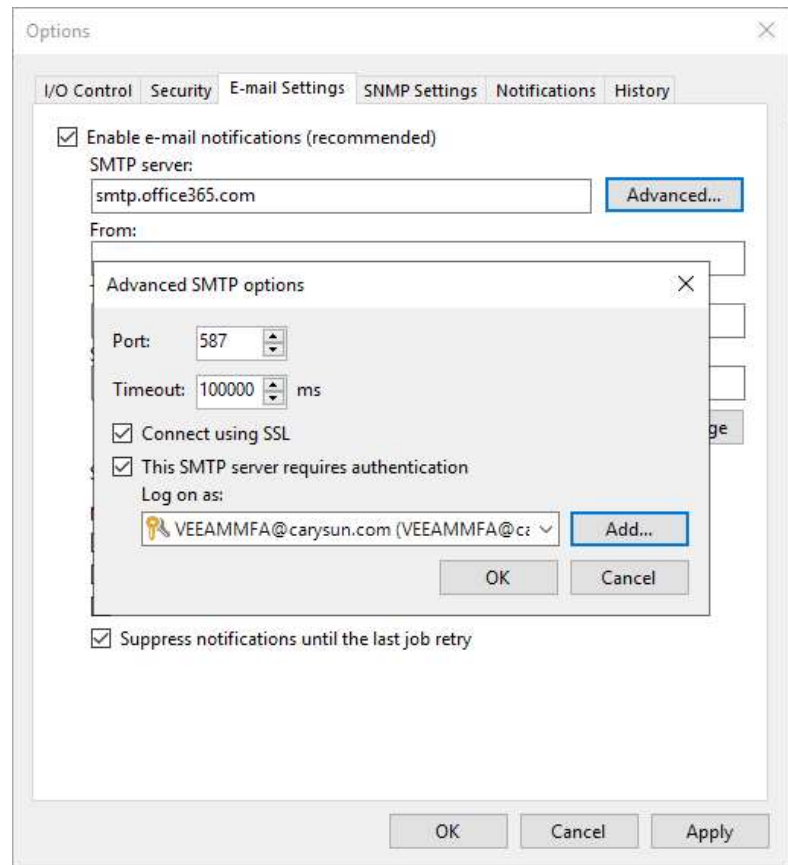 Options
I/O Control Security E-mail Settings SNMP Settings Notifications History
Enable e-mail notifications (recommended)
SMTP server:
smtp.office365.com Advanced...
From:
Advanced SMTP options
Port: 587
Timeout: 100000 ms
Connect using SSL
This SMTP server requires authentication
Log on as:
VEEAMMFA@carysun.com (VEEAMMFA@ca Add...
OK Cancel
ge
Suppress notifications until the last job retry
OK Cancel Apply